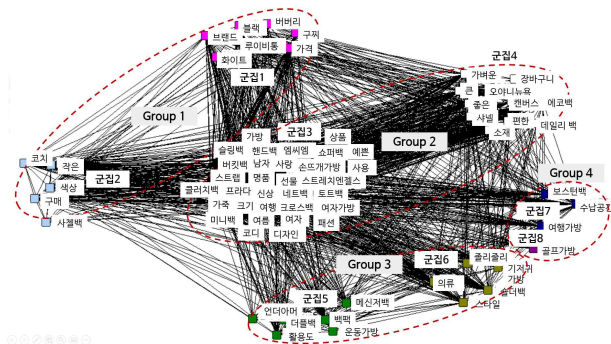 버버리
블랙
브랜드
구찌
루이비통
화이트
가격
군집1
군집4
가벼운
장바구니
큰
오야니뉴욕
좋은
캔버스
에코백
샤넬
편한
소재
데일리 백
Group 1
Group 2
가방
군집3
상품
슬링백
핸드백
엠씨엠
쇼퍼백
예쁜
스트랩
버킷백
남자
사랑
손뜨개가방
사용
명품
선물
스트레치엔젤스
클러치백
프라다
신상
네트백
토트백
가죽
크기
여행
크로스백
여자가방
미니백
여름
여자
패션
코디
디자인
코치
작은
색상
군집2
구매
사첼백
Group 4
보스턴백
군집7
수납공간
여행가방
군집8
골프가방
Group 3
군집6
졸리졸리
기저귀
가방
의류
숄더백
스타일
군집5
메신저백
언더아머
백팩
더플백
활용도
운동가방